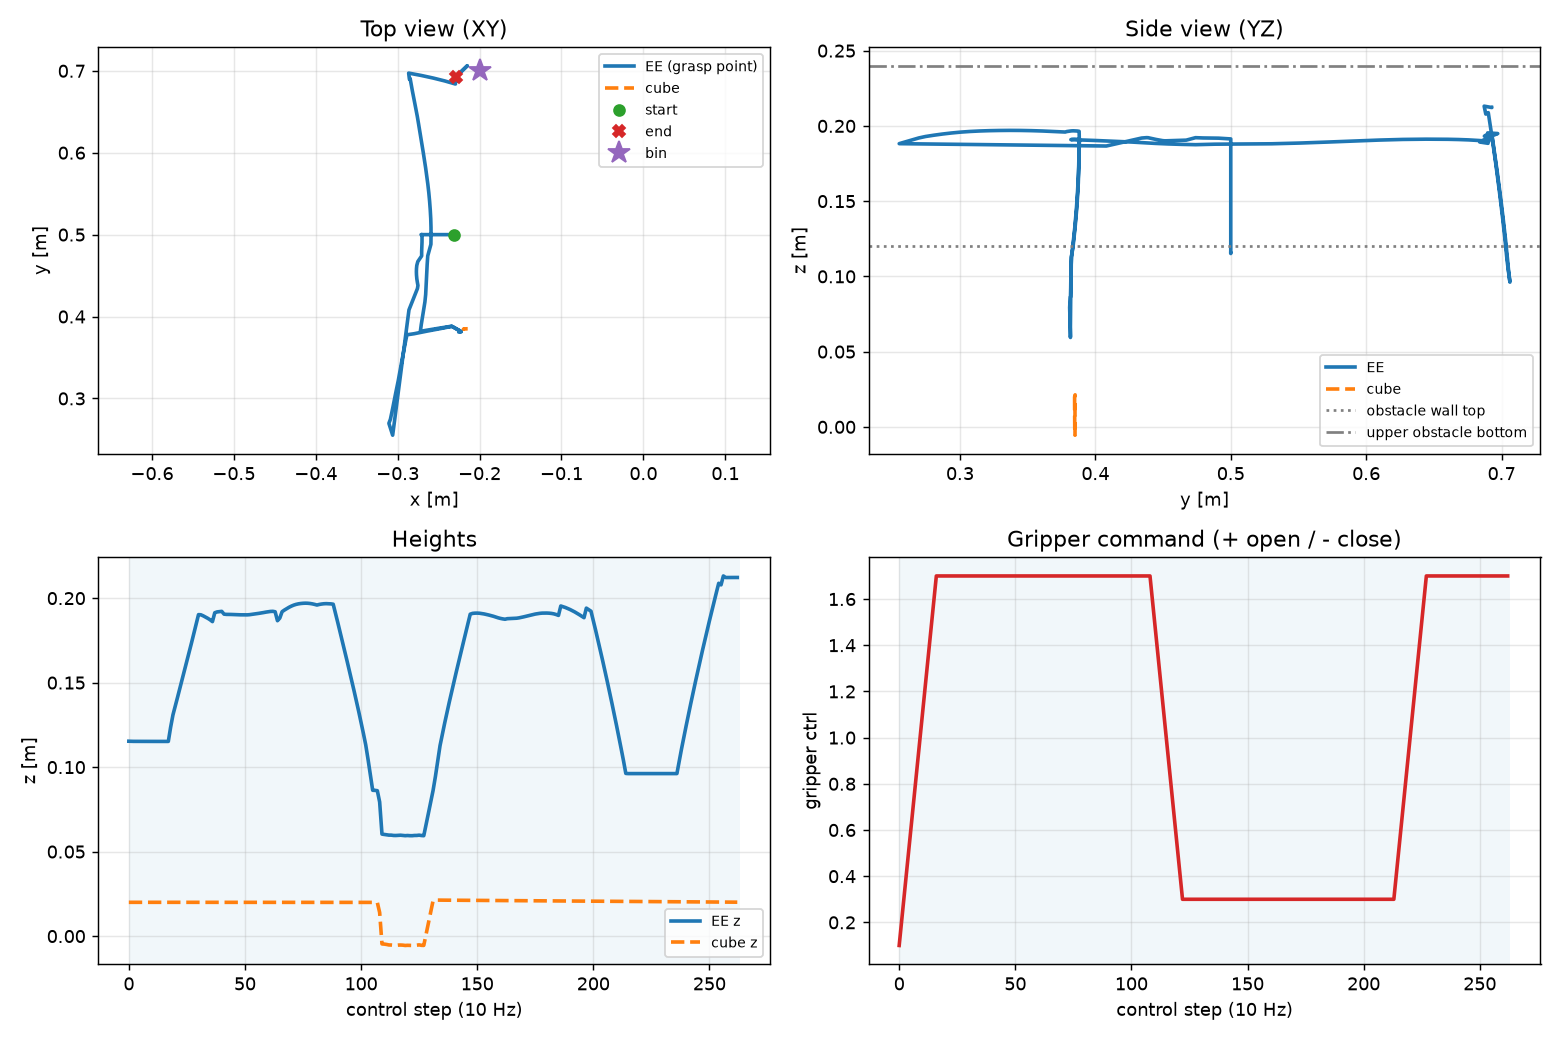 Top view (XY)
0.7
0.6
0.5
0.4
0.3
y [m]
−0.6 −0.5 −0.4 −0.3 −0.2 −0.1 0.0 0.1
x [m]
EE (grasp point)
cube
start
end
bin
Side view (YZ)
0.25
0.20
0.15
0.10
0.05
0.00
z [m]
0.3 0.4 0.5 0.6 0.7
y [m]
EE
cube
obstacle wall top
upper obstacle bottom
Heights
0.20
0.15
0.10
0.05
0.00
z [m]
0 50 100 150 200 250
control step (10 Hz)
EE z
cube z
Gripper command (+ open / - close)
1.6
1.4
1.2
1.0
0.8
0.6
0.4
0.2
gripper ctrl
0 50 100 150 200 250
control step (10 Hz)